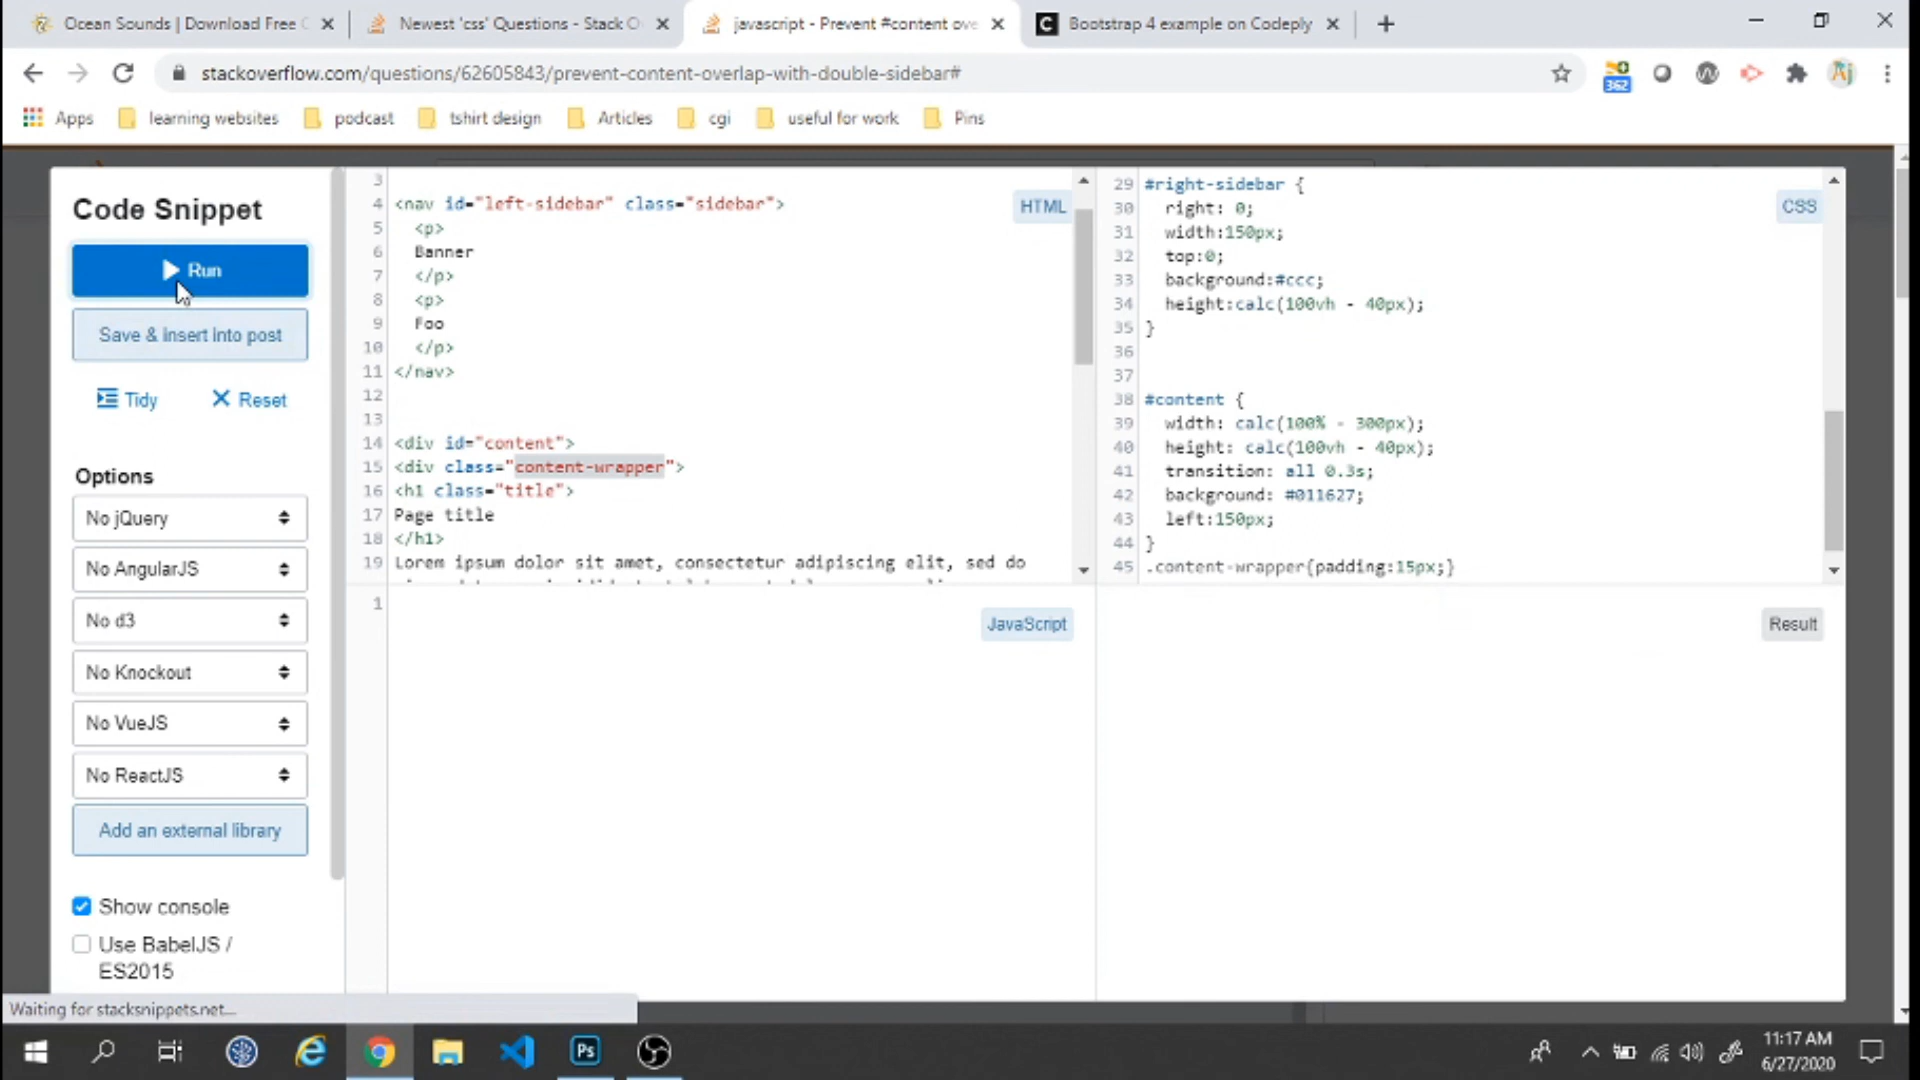 Ocean Sounds | Download Free
Newest 'css' Questions - Stack O
javascript - Prevent #content ove
C Bootstrap 4 example on Codeply
stackoverflow.com/questions/62605843/prevent-content-overlap-with-double-sidebar#
362
Aj
Apps
learning websites
podcast
tshirt design
Articles
cgi
useful for work
Pins
Code Snippet
Run
Save & insert into post
Tidy
Reset
Options
No jQuery
No AngularJS
No d3
No Knockout
No VueJS
No ReactJS
Add an external library
Show console
Use BabelJS /
ES2015
HTML
3
4 <nav id="left-sidebar" class="sidebar">
5 <p>
6 Banner
7 </p>
8 <p>
9 Foo
10 </p>
11 </nav>
12
13
14 <div id="content">
15 <div class="content-wrapper">
16 <h1 class="title">
17 Page title
18 </h1>
19 Lorem ipsum dolor sit amet, consectetur adipiscing elit, sed do
CSS
29 #right-sidebar {
30 right: 0;
31 width:150px;
32 top:0;
33 background:#ccc;
34 height:calc(100vh - 40px);
35 }
36
37
38 #content {
39 width: calc(100% - 300px);
40 height: calc(100vh - 40px);
41 transition: all 0.3s;
42 background: #011627;
43 left:150px;
44 }
45 .content-wrapper{padding:15px;}
1
JavaScript
Result
Waiting for stacksnippets.net...
Ps
11:17 AM
6/27/2020